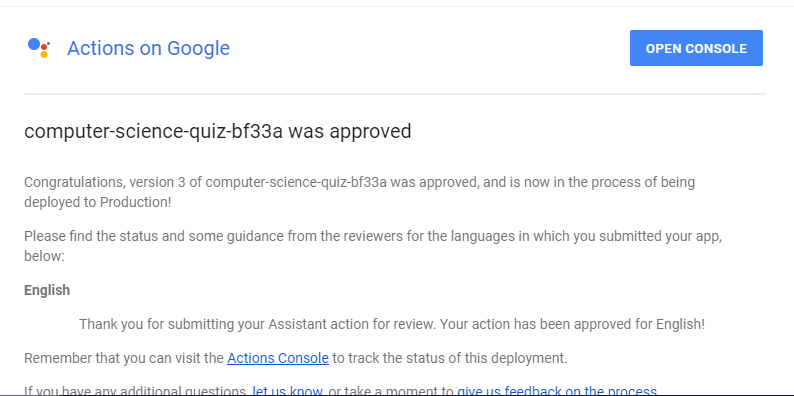 Actions on Google
OPEN CONSOLE
computer-science-quiz-bf33a was approved
Congratulations, version 3 of computer-science-quiz-bf33a was approved, and is now in the process of being
deployed to Production!
Please find the status and some guidance from the reviewers for the languages in which you submitted your app,
below:
English
Thank you for submitting your Assistant action for review. Your action has been approved for English!
Remember that you can visit the Actions Console to track the status of this deployment.
If you have any additional questions, let us know, or take a moment to give us feedback on the process.